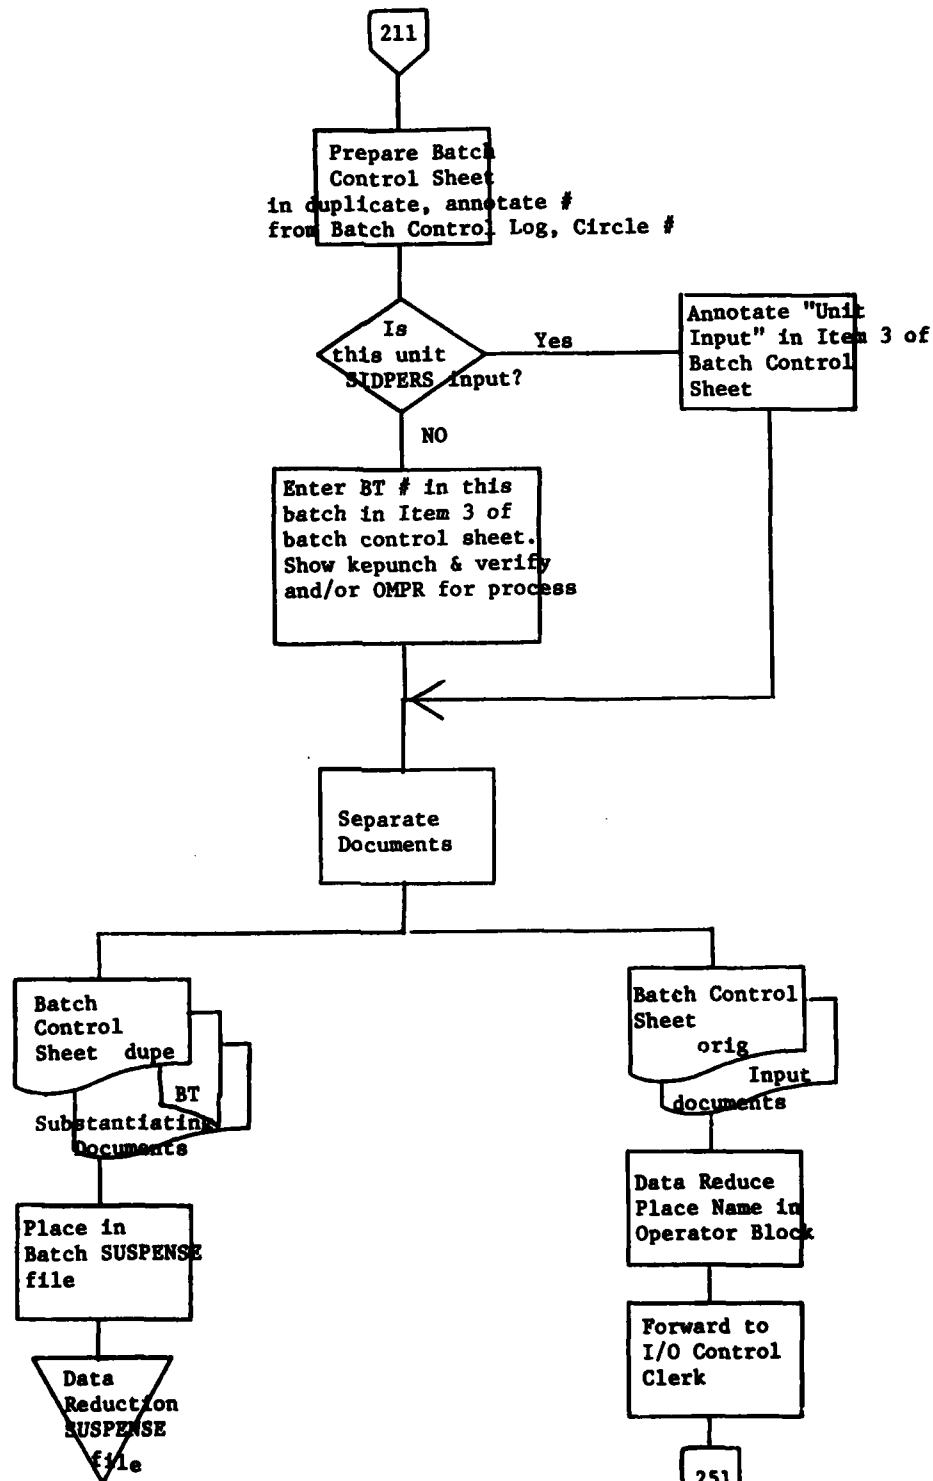 211
Prepare Batch
Control Sheet
in duplicate, annotate #
from Batch Control Log, Circle #
Is
this unit
SIDPERS input?
Yes
Annotate "Unit
Input" in Item 3 of
Batch Control
Sheet
NO
Enter BT # in this
batch in Item 3 of
batch control sheet.
Show kepunch & verify
and/or OMPR for process
Separate
Documents
Batch
Control
Sheet dupe
BT
Substantiating
Documents
Place in
Batch SUSPENSE
file
Data
Reduction
SUSPENSE
file
Batch Control
Sheet
orig
Input
documents
Data Reduce
Place Name in
Operator Block
Forward to
I/O Control
Clerk
251